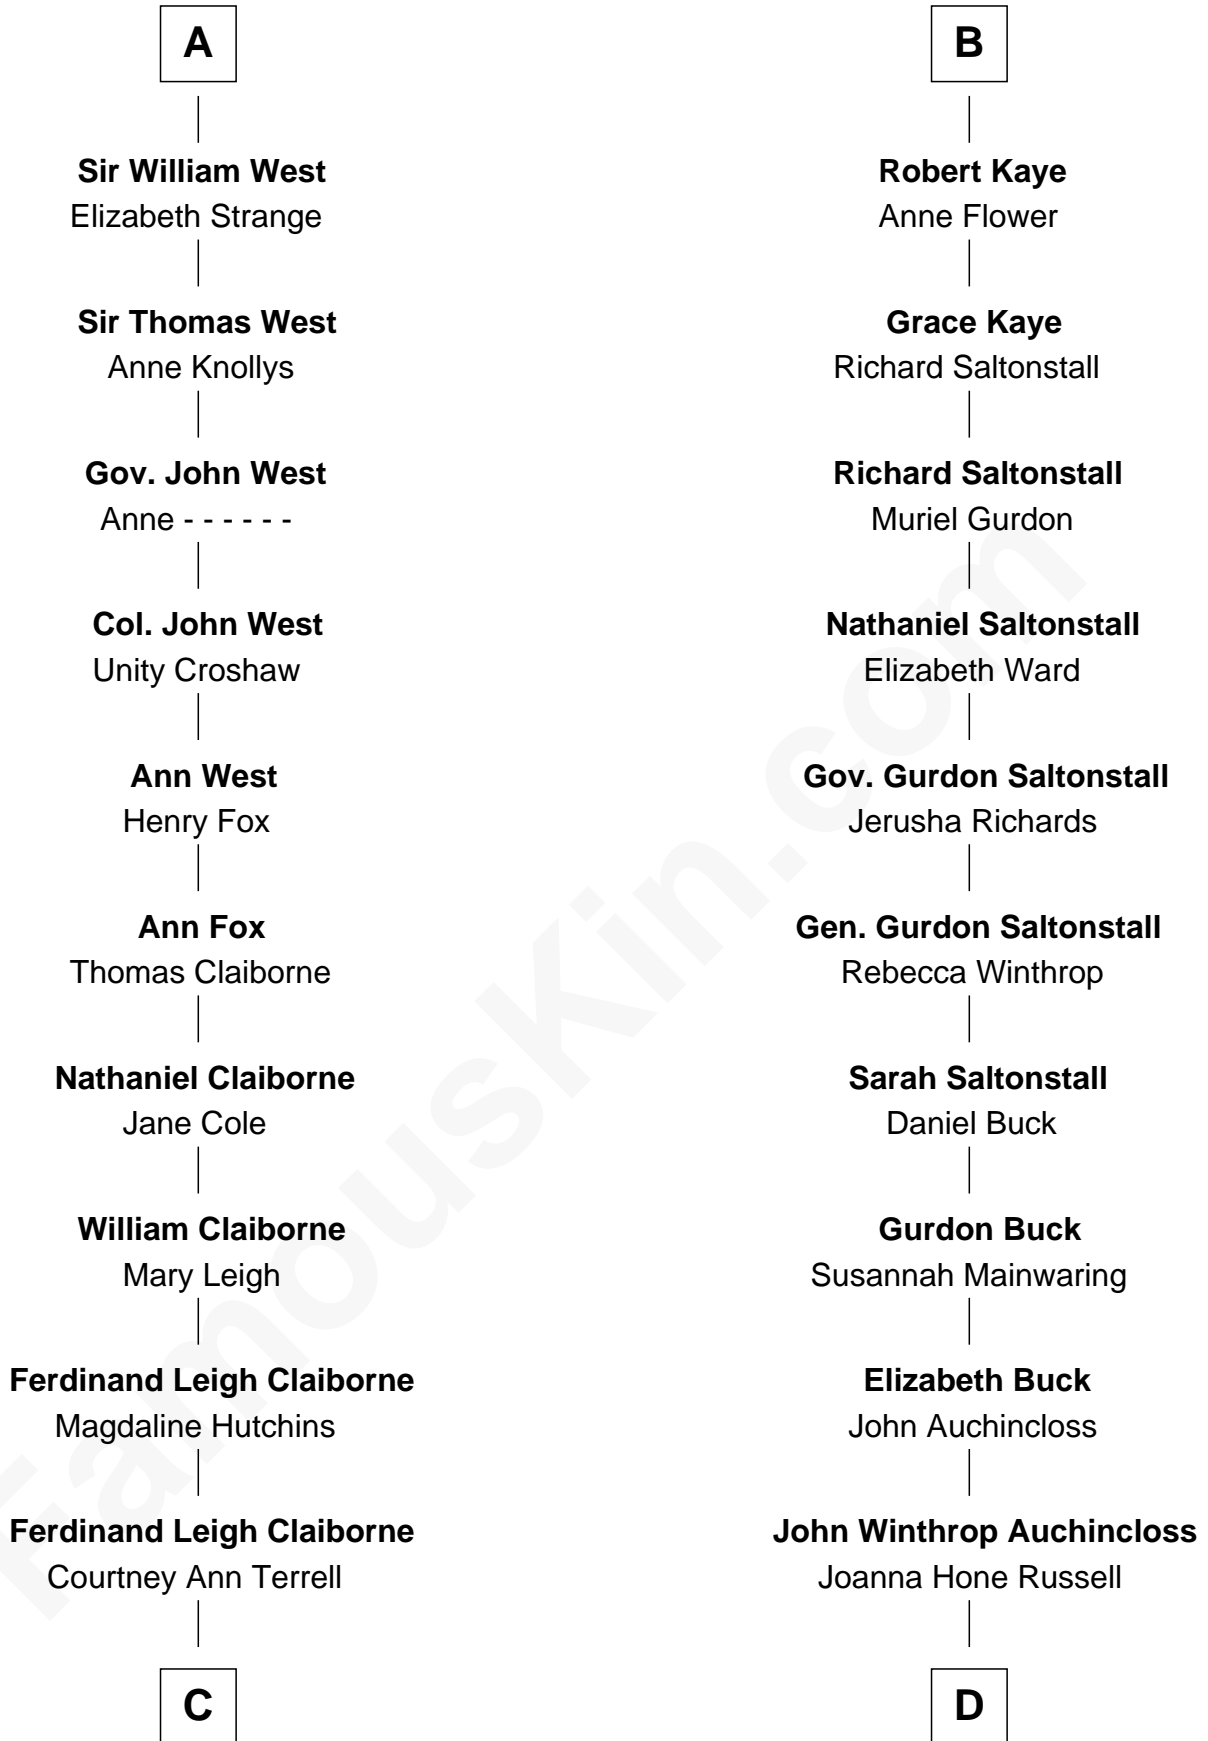 A
Sir William West
Elizabeth Strange
Sir Thomas West
Anne Knollys
Gov. John West
Anne - - - - - -
Col. John West
Unity Croshaw
Ann West
Henry Fox
Ann Fox
Thomas Claiborne
Nathaniel Claiborne
Jane Cole
William Claiborne
Mary Leigh
Ferdinand Leigh Claiborne
Magdaline Hutchins
Ferdinand Leigh Claiborne
Courtney Ann Terrell
C
B
Robert Kaye
Anne Flower
Grace Kaye
Richard Saltonstall
Richard Saltonstall
Muriel Gurdon
Nathaniel Saltonstall
Elizabeth Ward
Gov. Gurdon Saltonstall
Jerusha Richards
Gen. Gurdon Saltonstall
Rebecca Winthrop
Sarah Saltonstall
Daniel Buck
Gurdon Buck
Susannah Mainwaring
Elizabeth Buck
John Auchincloss
John Winthrop Auchincloss
Joanna Hone Russell
D
FamousKin.com